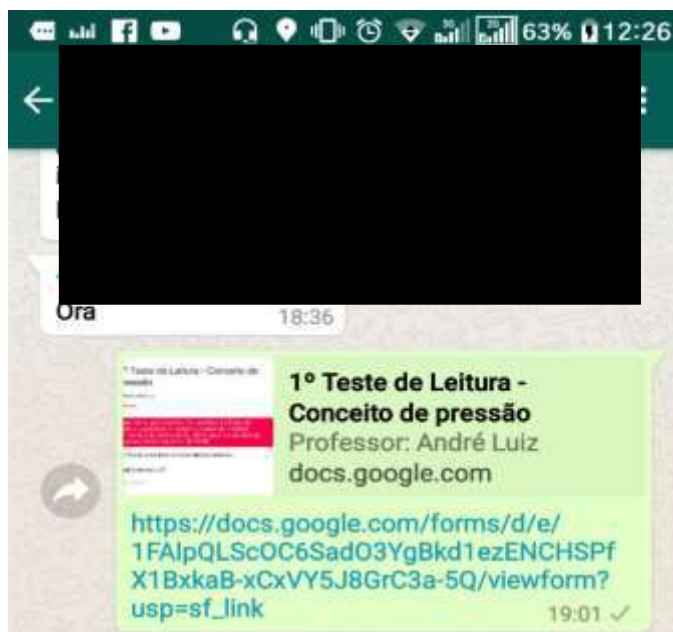 63% 12:26
Ora
18:36
1º Teste de Leitura -
Conceito de pressão
Professor: André Luiz
docs.google.com
https://docs.google.com/forms/d/e/
1FAIpQLScOC6SadO3YgBkd1ezENCHSPf
X1BxkaB-xCxVY5J8GrC3a-5Q/viewform?
usp=sf_link
19:01